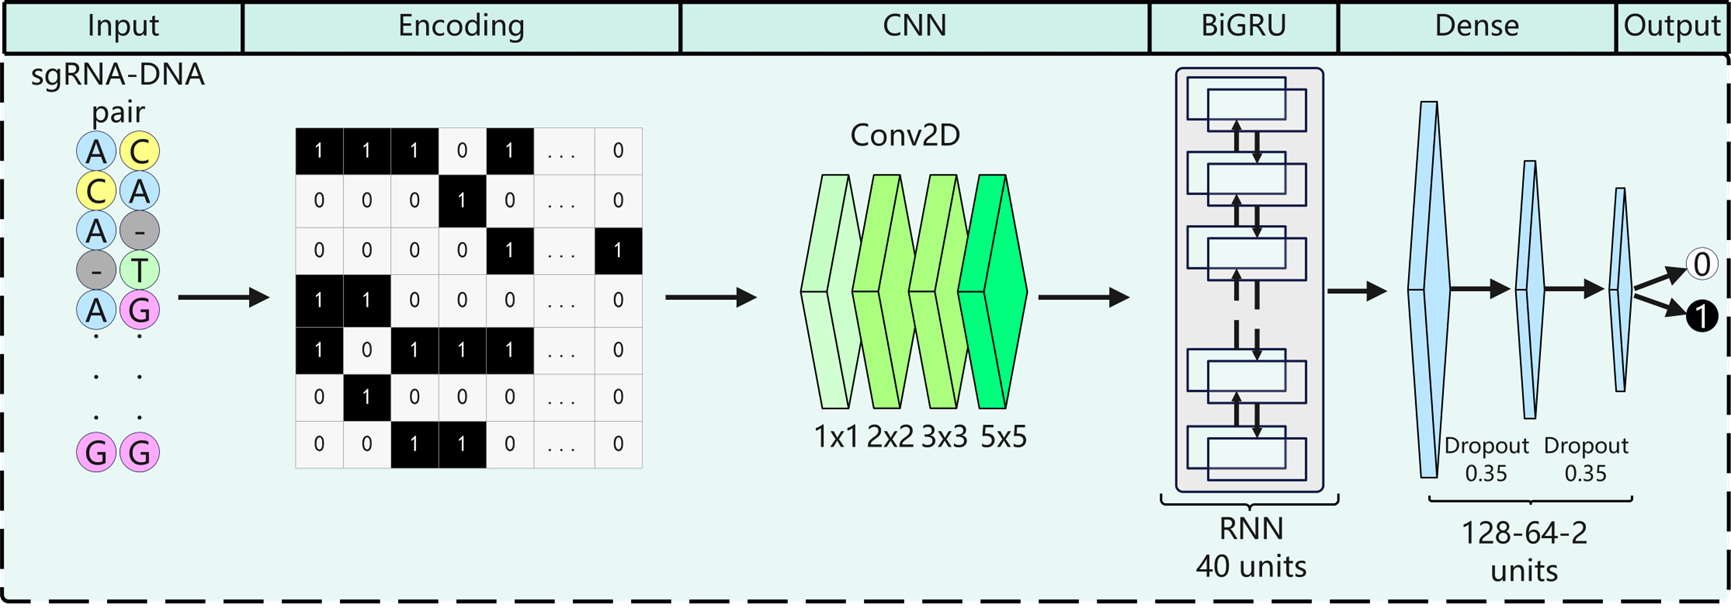 Input Encoding CNN BiGRU Dense Output
sgRNA-DNA
pair
A C
C A
A -
- T
A G
. .
. .
. .
G G
1 1 1 0 1 ... 0
0 0 0 1 0 ... 0
0 0 0 0 1 ... 1
1 1 0 0 0 ... 0
1 0 1 1 1 ... 0
0 1 0 0 0 ... 0
0 0 1 1 0 ... 0
Conv2D
1x1 2x2 3x3 5x5
RNN
40 units
Dropout
0.35
Dropout
0.35
128-64-2
units
0
1